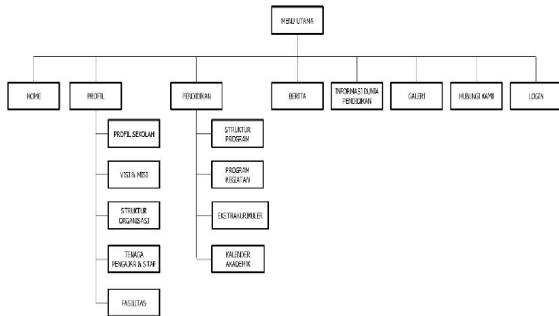 MENU UTAMA
HOME
PROFIL
PENDIDIKAN
BERITA
INFORMASI DUNIA
PENDIDIKAN
GALERI
HUBUNGI KAMI
LOGIN
PROFIL SEKOLAH
VISI & MISI
STRUKTUR
ORGANISASI
TENAGA
PENGAJAR & STAF
FASILITAS
STRUKTUR
PROGRAM
PROGRAM
KEGIATAN
EKSTRAKURIKULER
KALENDER
AKADEMIK